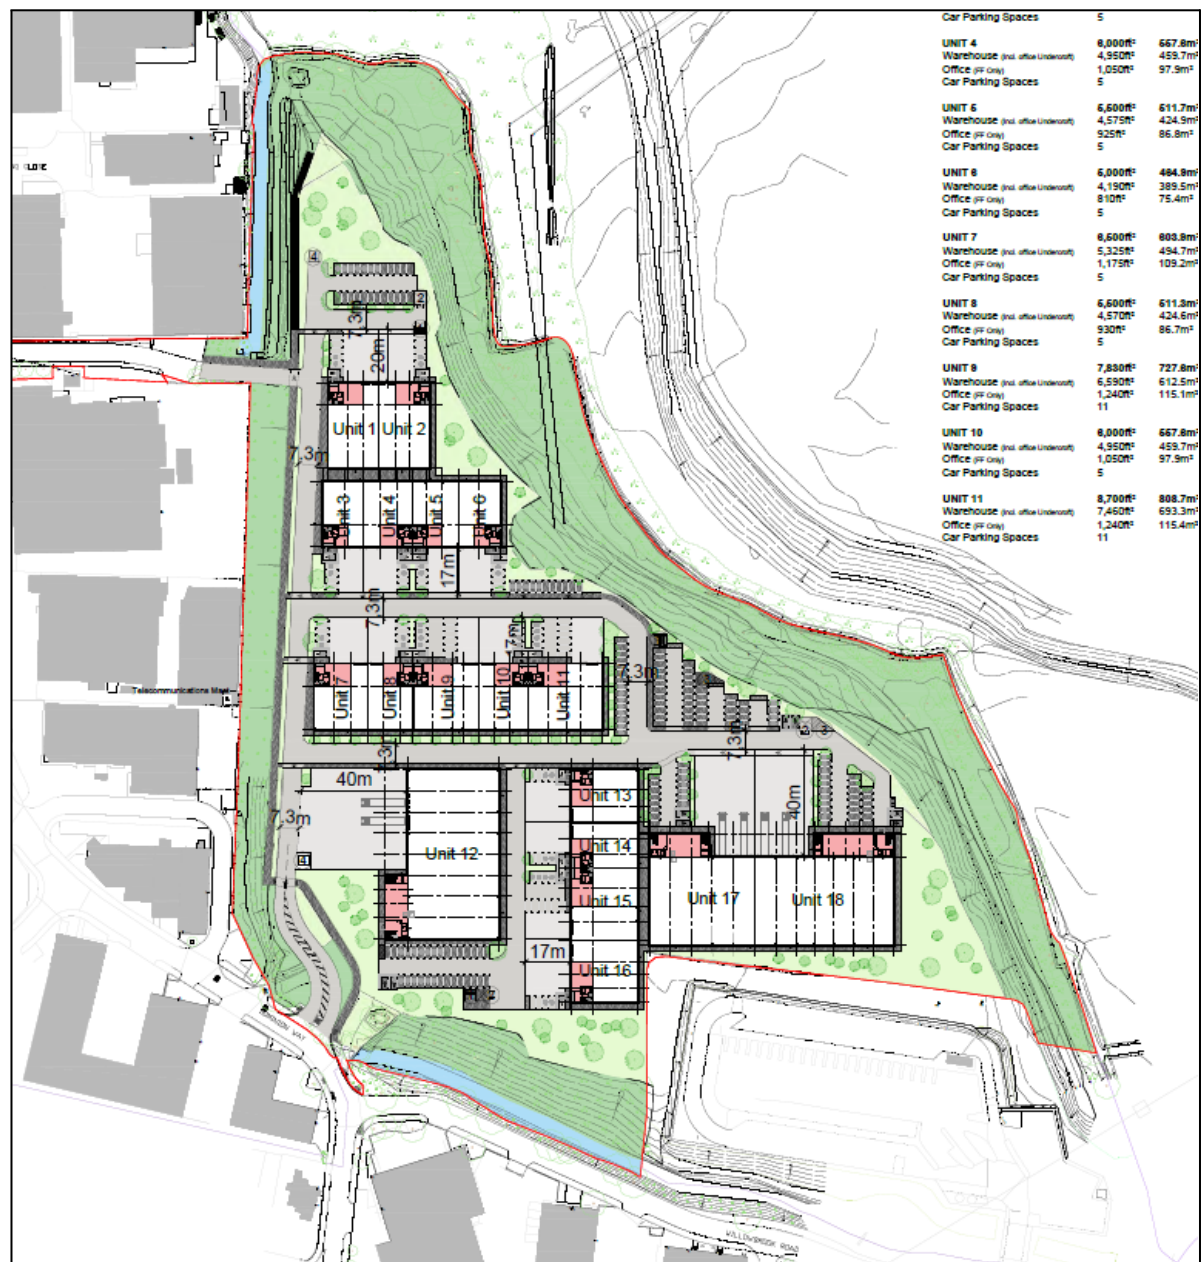 Car Parking Spaces 5
UNIT 4 6,000ft² 557.6m²
Warehouse (incl. office Undercroft) 4,950ft² 459.7m²
Office (FF Only) 1,050ft² 97.9m²
Car Parking Spaces 5
UNIT 5 5,500ft² 511.7m²
Warehouse (incl. office Undercroft) 4,575ft² 424.9m²
Office (FF Only) 925ft² 86.8m²
Car Parking Spaces 5
UNIT 6 5,000ft² 464.9m²
Warehouse (incl. office Undercroft) 4,190ft² 389.5m²
Office (FF Only) 810ft² 75.4m²
Car Parking Spaces 5
UNIT 7 6,500ft² 603.9m²
Warehouse (incl. office Undercroft) 5,325ft² 494.7m²
Office (FF Only) 1,175ft² 109.2m²
Car Parking Spaces 5
UNIT 8 5,500ft² 511.3m²
Warehouse (incl. office Undercroft) 4,570ft² 424.6m²
Office (FF Only) 930ft² 86.7m²
Car Parking Spaces 5
UNIT 9 7,830ft² 727.6m²
Warehouse (incl. office Undercroft) 6,590ft² 612.5m²
Office (FF Only) 1,240ft² 115.1m²
Car Parking Spaces 11
UNIT 10 6,000ft² 557.6m²
Warehouse (incl. office Undercroft) 4,950ft² 459.7m²
Office (FF Only) 1,050ft² 97.9m²
Car Parking Spaces 5
UNIT 11 8,700ft² 808.7m²
Warehouse (incl. office Undercroft) 7,460ft² 693.3m²
Office (FF Only) 1,240ft² 115.4m²
Car Parking Spaces 11
7.3m
20m
Unit 1 Unit 2
7.3m
Unit 3 Unit 4 Unit 5 Unit 6
17m
7.3m
Unit 7 Unit 8 Unit 9 Unit 10 Unit 11
7.3m
Telecommunications Mast
7.3m
7.3m
40m
40m
7.3m
Unit 12
Unit 13
Unit 14
Unit 15
Unit 16
17m
Unit 17 Unit 18
WILLOWBROOK ROAD